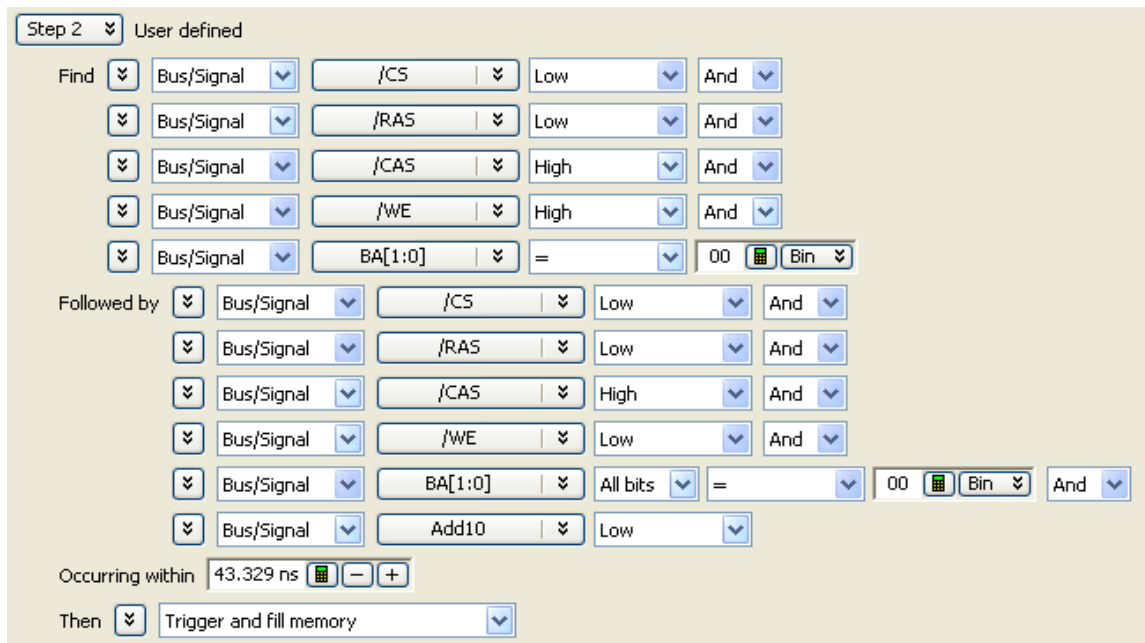 Step 2 User defined
Find Bus/Signal /CS Low And
Bus/Signal /RAS Low And
Bus/Signal /CAS High And
Bus/Signal /WE High And
Bus/Signal BA[1:0] = 00 Bin
Followed by Bus/Signal /CS Low And
Bus/Signal /RAS Low And
Bus/Signal /CAS High And
Bus/Signal /WE Low And
Bus/Signal BA[1:0] All bits = 00 Bin And
Bus/Signal Add10 Low
Occurring within 43.329 ns − +
Then Trigger and fill memory